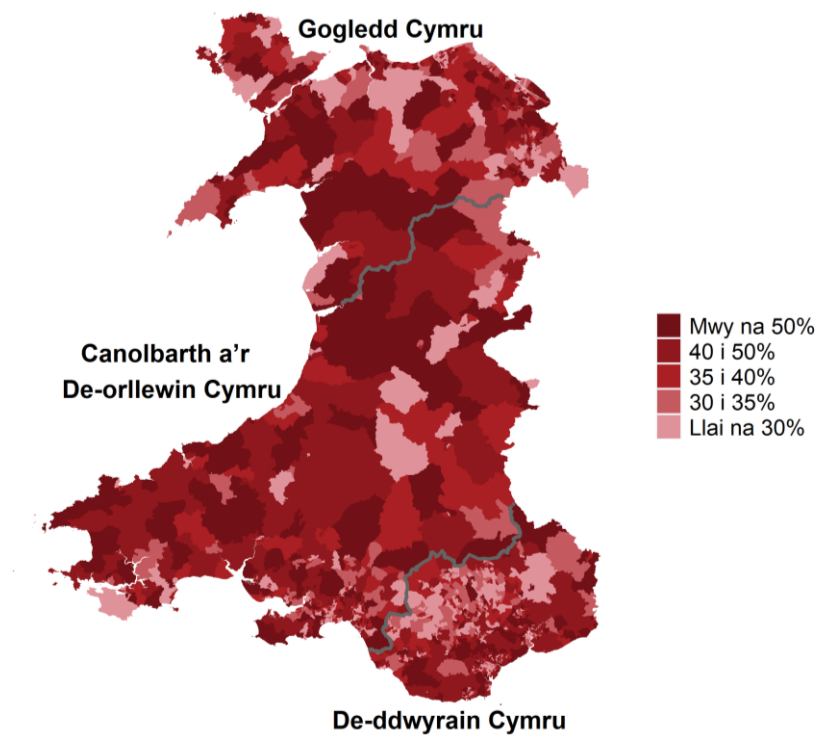 Gogledd Cymru
Canolbarth a’r
De-orllewin Cymru
Mwy na 50%
40 i 50%
35 i 40%
30 i 35%
Llai na 30%
De-ddwyrain Cymru